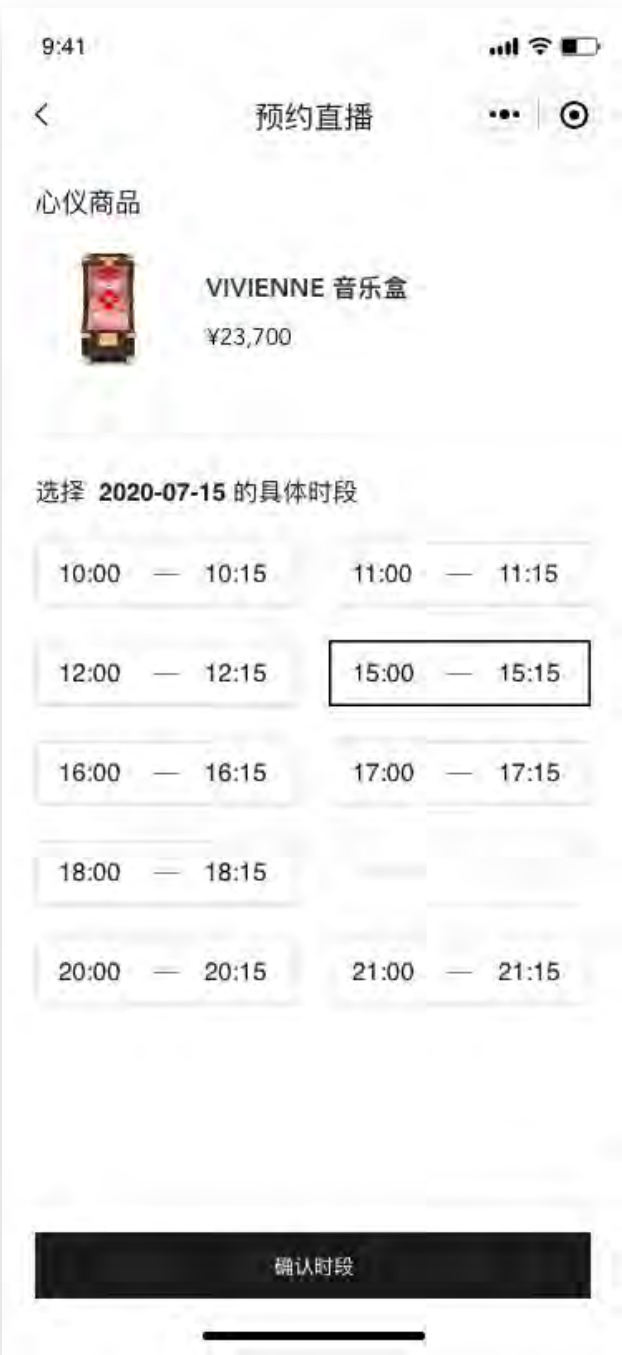 9:41
预约直播
心仪商品
VIVIENNE 音乐盒
¥23,700
选择 2020-07-15 的具体时段
10:00 — 10:15 11:00 — 11:15
12:00 — 12:15 15:00 — 15:15
16:00 — 16:15 17:00 — 17:15
18:00 — 18:15
20:00 — 20:15 21:00 — 21:15
确认时段